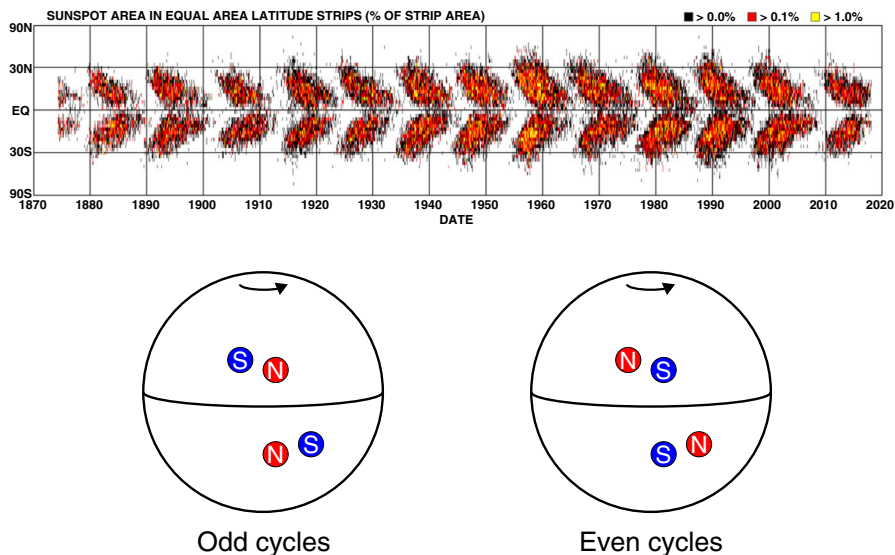 SUNSPOT AREA IN EQUAL AREA LATITUDE STRIPS (% OF STRIP AREA) > 0.0% > 0.1% > 1.0%
90N
30N
EQ
30S
90S
1870 1880 1890 1900 1910 1920 1930 1940 1950 1960 1970 1980 1990 2000 2010 2020
DATE
S N N S
N S S N
Odd cycles Even cycles